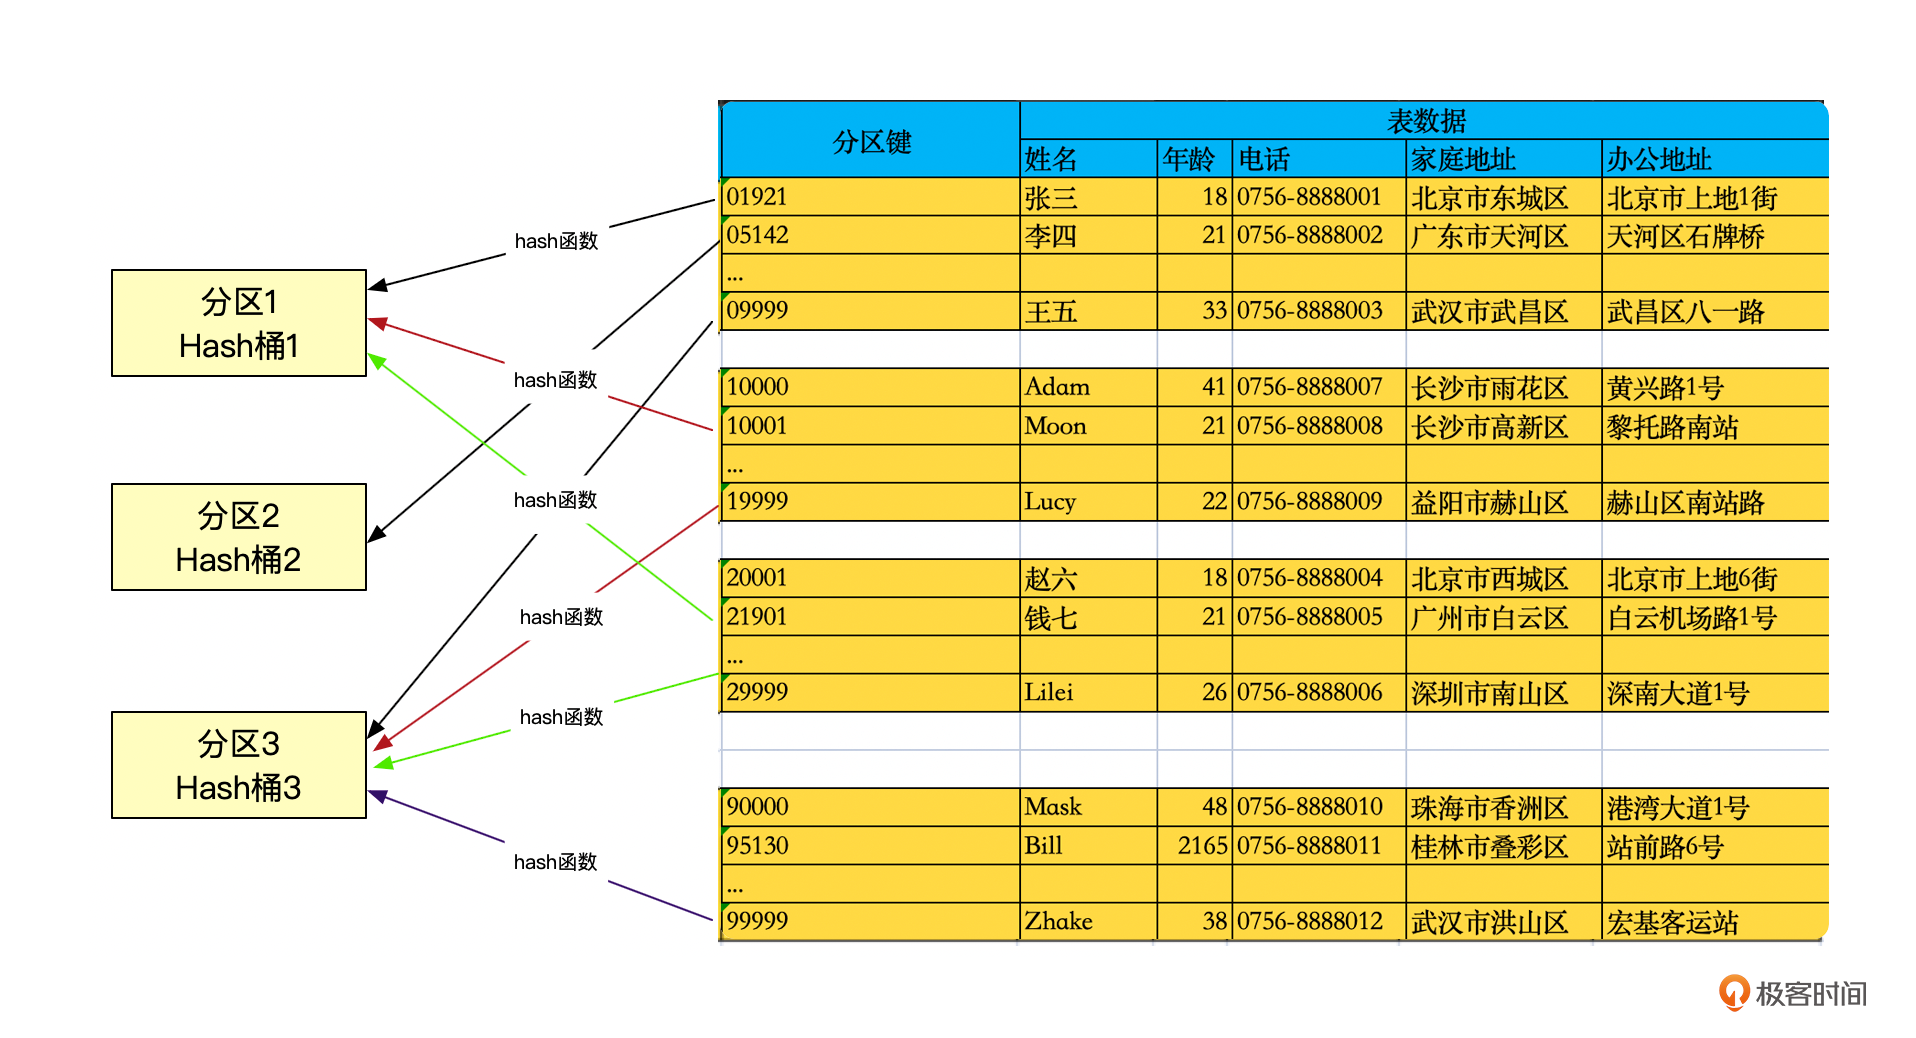 分区1
Hash桶1
分区2
Hash桶2
分区3
Hash桶3
hash函数
hash函数
hash函数
hash函数
hash函数
hash函数
分区键 表数据
姓名 年龄 电话 家庭地址 办公地址
01921 张三 18 0756-8888001 北京市东城区 北京市上地1街
05142 李四 21 0756-8888002 广东市天河区 天河区石牌桥
...
09999 王五 33 0756-8888003 武汉市武昌区 武昌区八一路
10000 Adam 41 0756-8888007 长沙市雨花区 黄兴路1号
10001 Moon 21 0756-8888008 长沙市高新区 黎托路南站
...
19999 Lucy 22 0756-8888009 益阳市赫山区 赫山区南站路
20001 赵六 18 0756-8888004 北京市西城区 北京市上地6街
21901 钱七 21 0756-8888005 广州市白云区 白云机场路1号
...
29999 Lilei 26 0756-8888006 深圳市南山区 深南大道1号
90000 Mask 48 0756-8888010 珠海市香洲区 港湾大道1号
95130 Bill 2165 0756-8888011 桂林市叠彩区 站前路6号
...
99999 Zhake 38 0756-8888012 武汉市洪山区 宏基客运站
极客时间